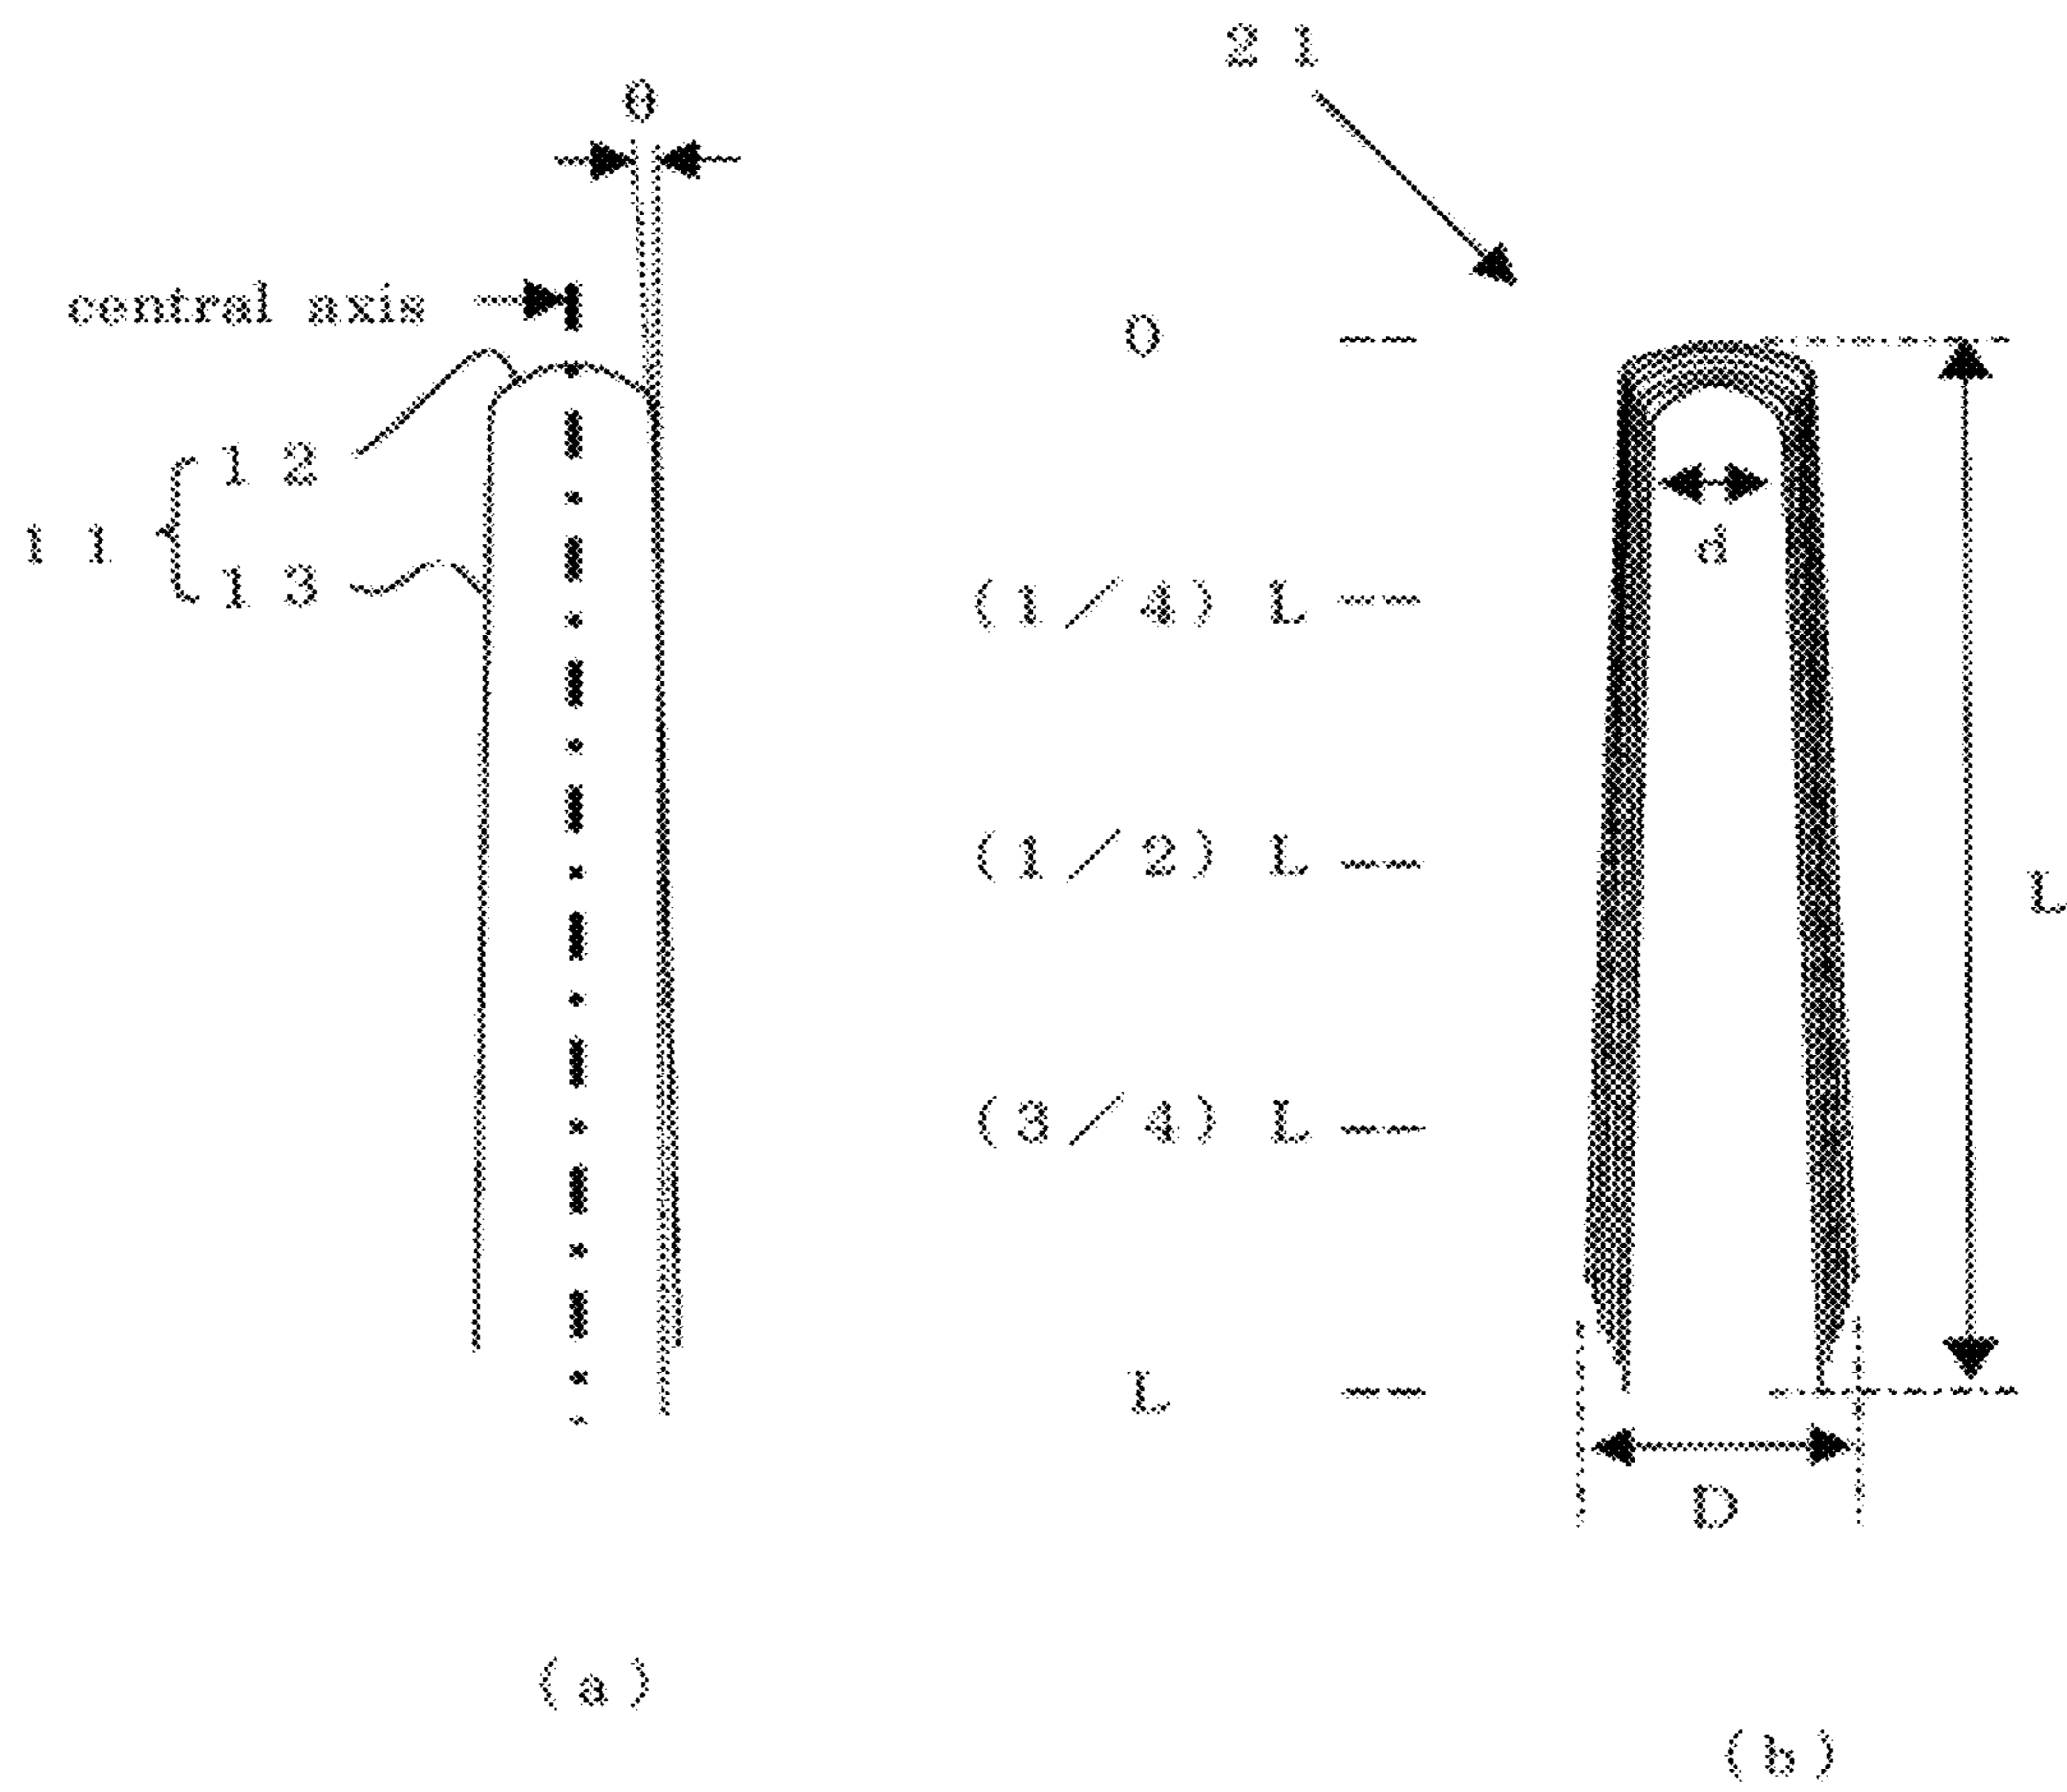 θ
central axis
11
12
13
(a)
21
0
(1/4) L
(1/2) L
(3/4) L
L
d
L
D
(b)